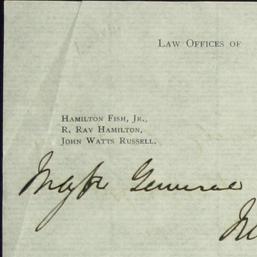 LAW OFFICES OF
HAMILTON FISH, JR.,
R. RAY HAMILTON,
JOHN WATTS RUSSELL.
Major General